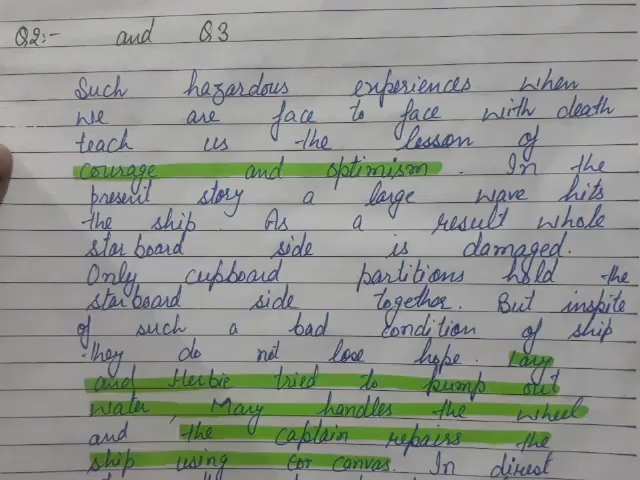 Q2:- and Q3
Such hazardous experiences when
we are face to face with death
teach us the lesson of
courage and optimism. In the
present story a large wave hits
the ship. As a result whole
starboard side is damaged.
Only cupboard partitions hold the
starboard side together. But inspite
of such a bad condition of ship
they do not lose hope. Lary
and Herbie tried to pump out
water, Mary handles the wheel
and the captain repairs the
ship using canvas. In direst